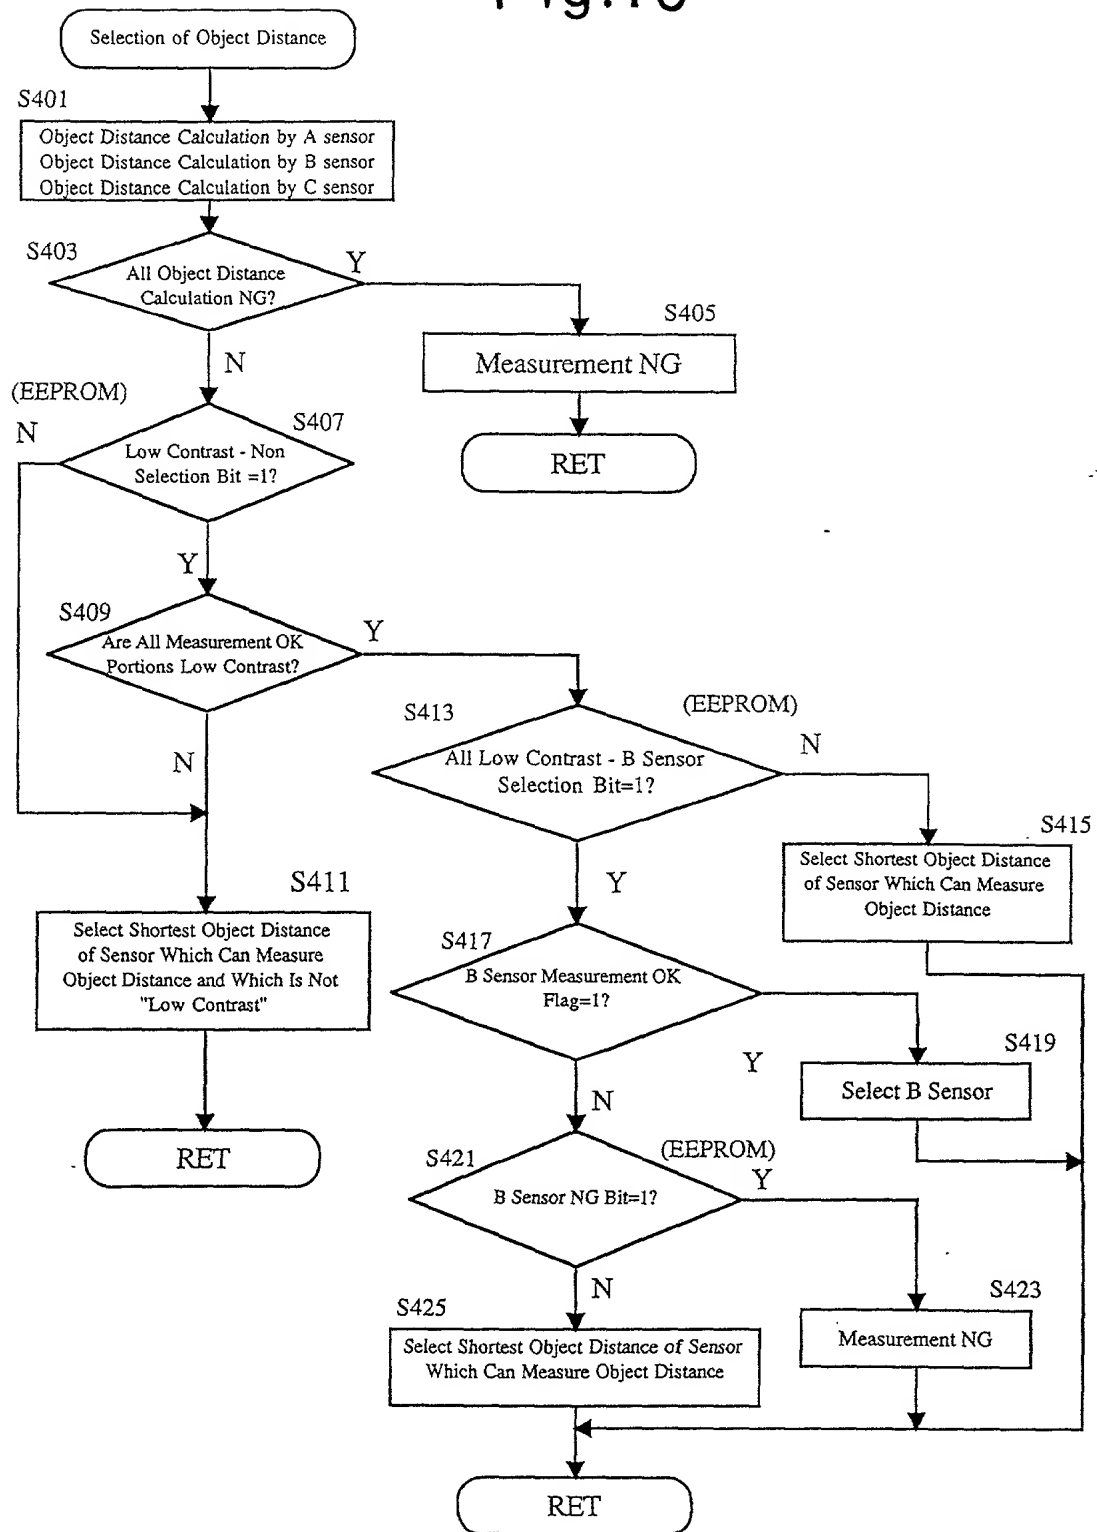 Selection of Object Distance
S401
Object Distance Calculation by A sensor
Object Distance Calculation by B sensor
Object Distance Calculation by C sensor
S403
All Object Distance
Calculation NG?
Y
N
S405
Measurement NG
RET
(EEPROM)
N
S407
Low Contrast - Non
Selection Bit =1?
Y
S409
Are All Measurement OK
Portions Low Contrast?
Y
N
S411
Select Shortest Object Distance
of Sensor Which Can Measure
Object Distance and Which Is Not
"Low Contrast"
RET
S413
(EEPROM)
All Low Contrast - B Sensor
Selection Bit=1?
N
Y
S415
Select Shortest Object Distance
of Sensor Which Can Measure
Object Distance
S417
B Sensor Measurement OK
Flag=1?
Y
N
S419
Select B Sensor
S421
(EEPROM)
B Sensor NG Bit=1?
Y
N
S423
Measurement NG
S425
Select Shortest Object Distance of Sensor
Which Can Measure Object Distance
RET